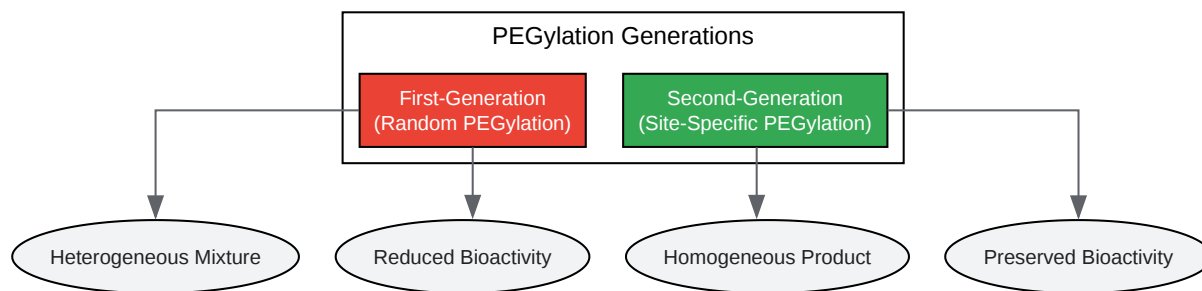 PEGylation Generations
First-Generation
(Random PEGylation)
Second-Generation
(Site-Specific PEGylation)
Heterogeneous Mixture
Reduced Bioactivity
Homogeneous Product
Preserved Bioactivity